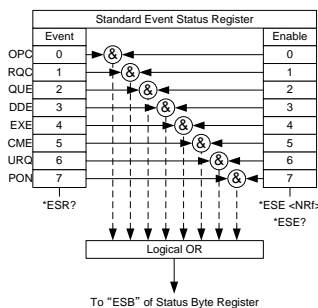 Standard Event Status Register
Event Enable
OPC 0 & 0
RQC 1 & 1
QUE 2 & 2
DDE 3 & 3
EXE 4 & 4
CME 5 & 5
URQ 6 & 6
PON 7 & 7
*ESR? *ESE <NRf>
*ESE?
Logical OR
To “ESB” of Status Byte Register